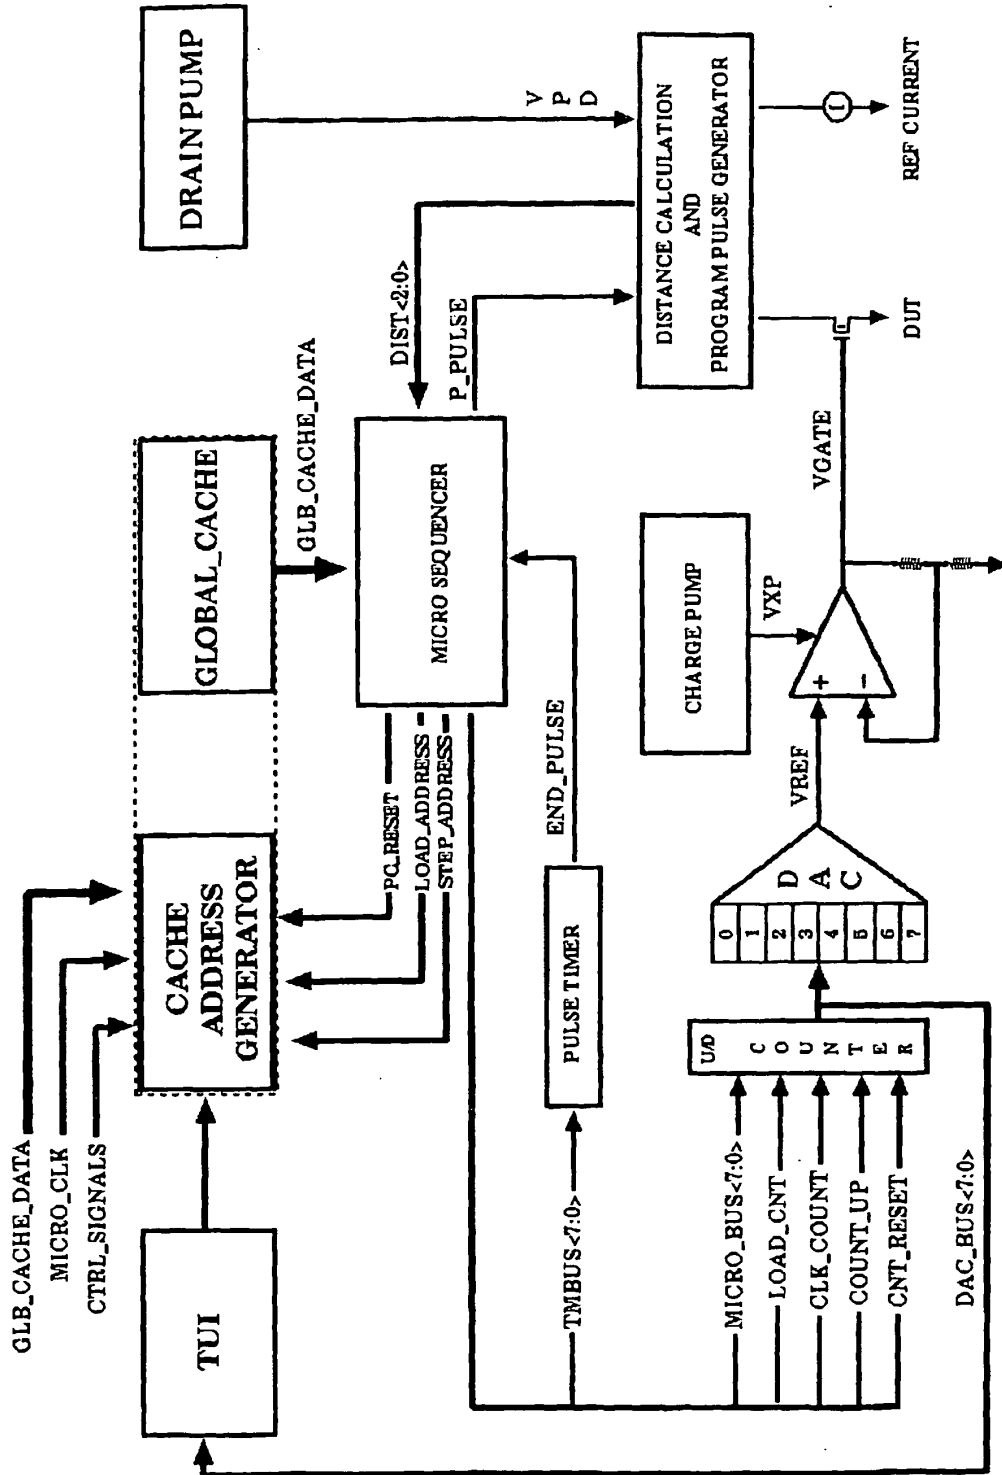 GLB_CACHE_DATA
MICRO_CLK
CTRL_SIGNALS
TUI
CACHE
ADDRESS
GENERATOR
GLOBAL_CACHE
DRAIN PUMP
GLB_CACHE_DATA
PC_RESET
LOAD_ADDRESS
STEP_ADDRESS
MICRO SEQUENCER
DIST<2:0>
P_PULSE
V
P
D
TMBUS<7:0>
PULSE TIMER
END_PULSE
DISTANCE CALCULATION
AND
PROGRAM PULSE GENERATOR
CHARGE PUMP
VXP
MICRO_BUS<7:0>
LOAD_CNT
CLK_COUNT
COUNT_UP
CNT_RESET
U/D
C
O
U
N
T
E
R
0
1
2
3
4
5
6
7
D
A
C
VREF
+
-
VGATE
DUT
I
REF CURRENT
DAC_BUS<7:0>